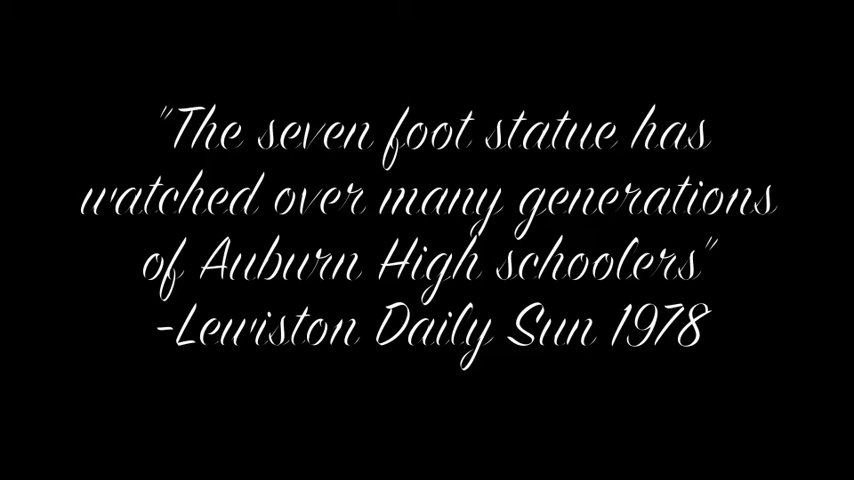 "The seven foot statue has
watched over many generations
of Auburn High schoolers"
-Lewiston Daily Sun 1978